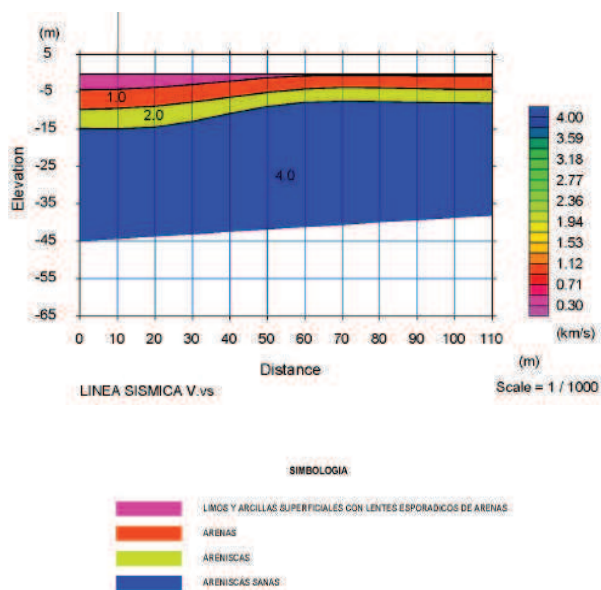 (m)
5
-5
-15
-25
-35
-45
-55
-65
Elevation
1.0
2.0
4.0
0 10 20 30 40 50 60 70 80 90 100 110
(m)
Distance
4.00
3.59
3.18
2.77
2.36
1.94
1.53
1.12
0.71
0.30
(km/s)
LINEA SISMICA V.vs
Scale = 1 / 1000
SIMBOLOGIA
LIMOS Y ARCILLAS SUPERFICIALES CON LENTES ESPORADICOS DE ARENAS
ARENAS
ARENISCAS
ARENISCAS SANAS